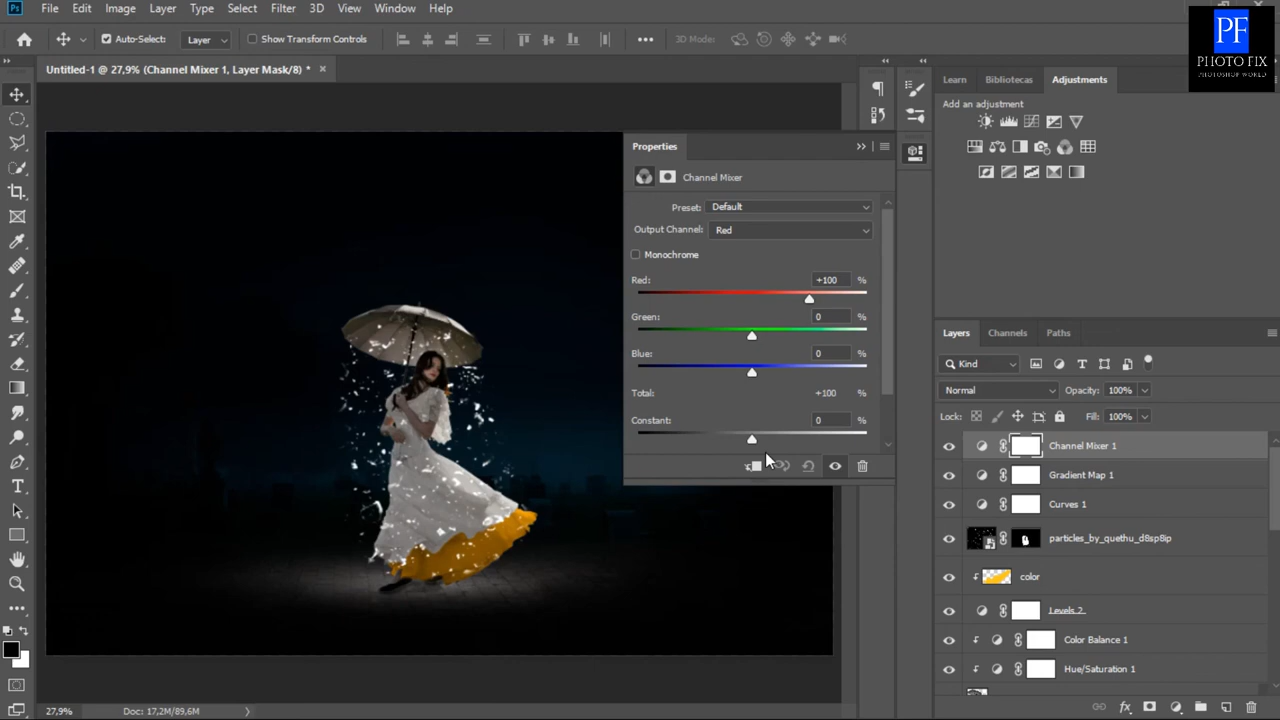 Ps File Edit Image Layer Type Select Filter 3D View Window Help
PF
PHOTO FIX
PHOTOSHOP WORLD
Auto-Select: Layer Show Transform Controls 3D Mode:
Untitled-1 @ 27,9% (Channel Mixer 1, Layer Mask/8) *
Learn Bibliotecas Adjustments
Add an adjustment
Properties
Channel Mixer
Preset: Default
Output Channel: Red
Monochrome
Red: +100 %
Green: 0 %
Blue: 0 %
Total: +100 %
Constant: 0 %
Layers Channels Paths
Kind
Normal Opacity: 100%
Lock: Fill: 100%
Channel Mixer 1
Gradient Map 1
Curves 1
particles_by_quethu_d8sp8ip
color
Levels 2
Color Balance 1
Hue/Saturation 1
27,9% Doc: 17,2M/89,6M
fx